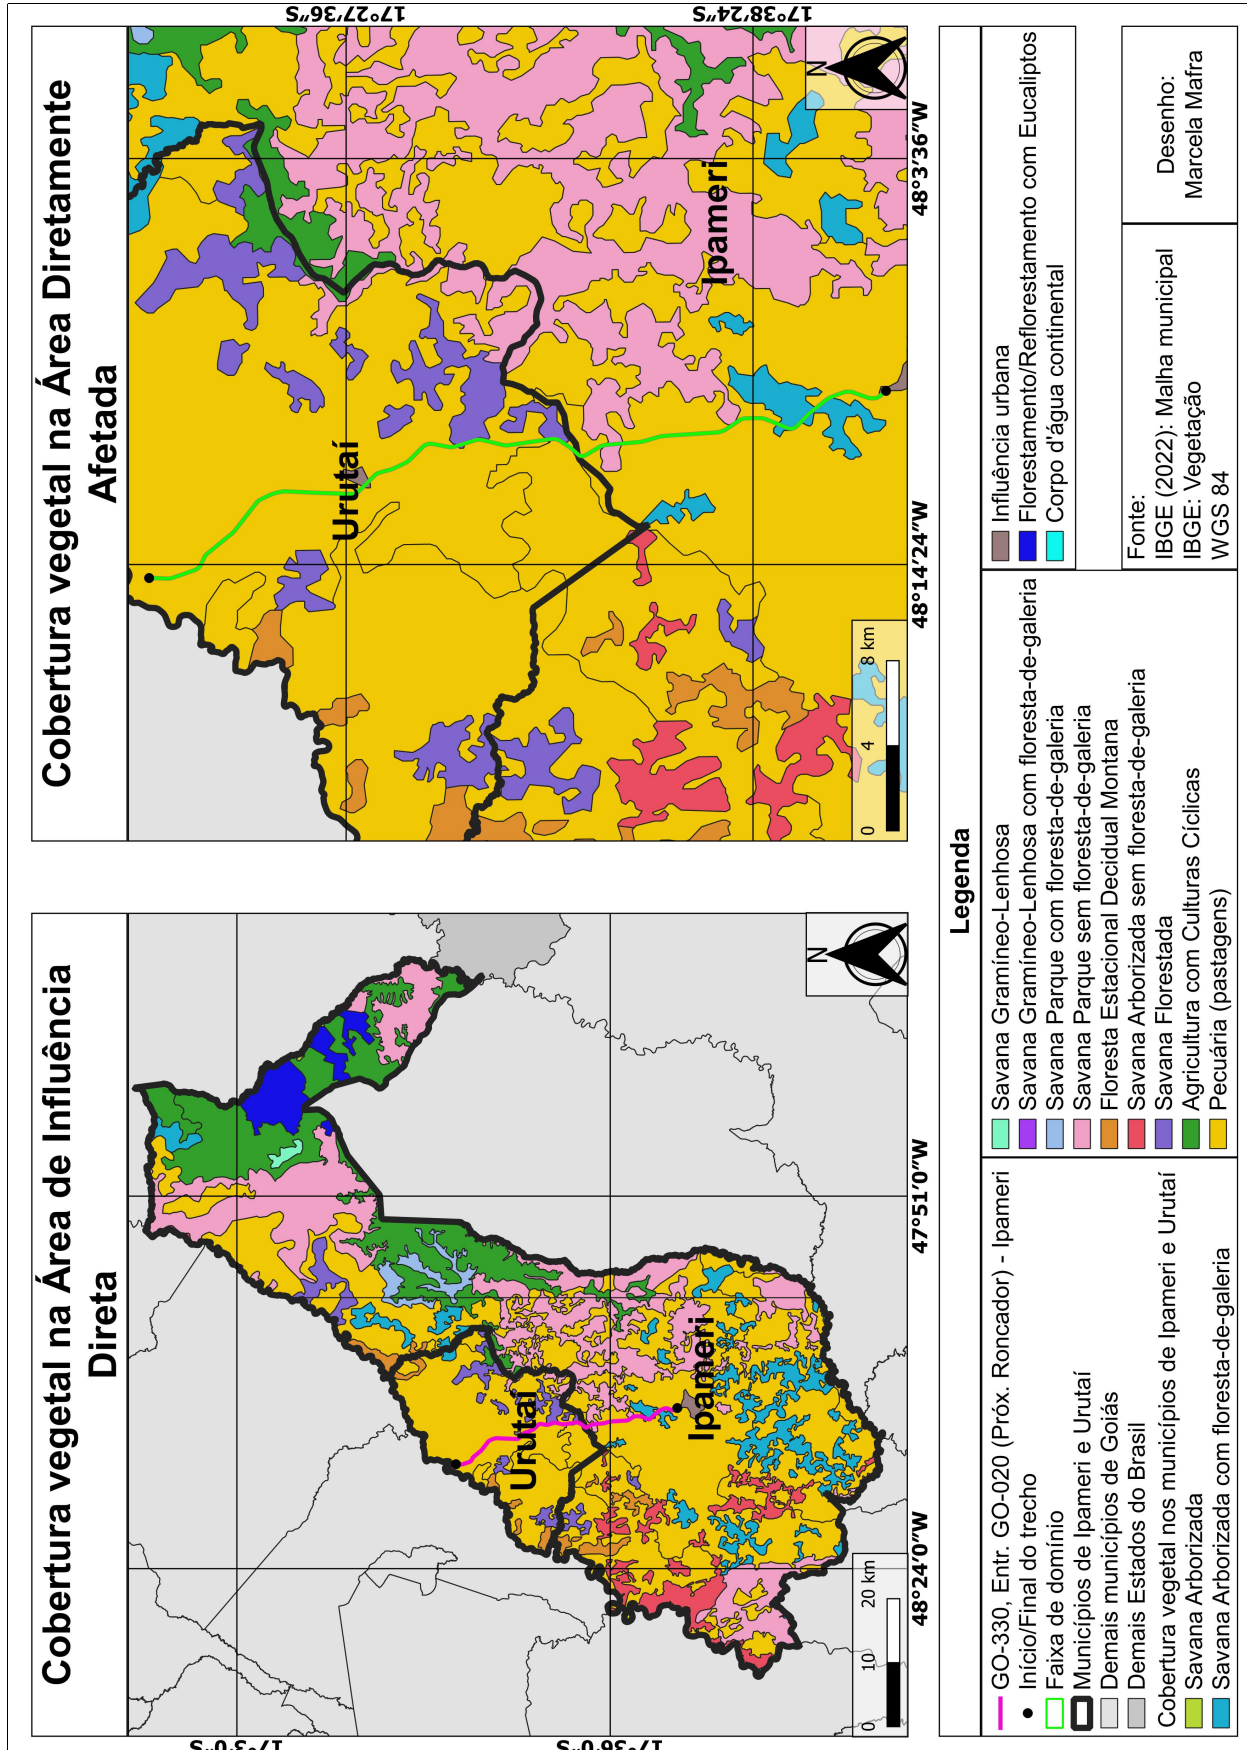 Cobertura vegetal na Área de Influência
Direta
17°3′0″S
17°36′0″S
48°24′0″W
47°51′0″W
Urutaí
Ipameri
N
0 10 20 km
Cobertura vegetal na Área Diretamente
Afetada
17°27′36″S
17°38′24″S
48°14′24″W
48°3′36″W
Urutaí
Ipameri
N
0 4 8 km
Legenda
GO-330, Entr. GO-020 (Próx. Roncador) - Ipameri
Início/Final do trecho
Faixa de domínio
Municípios de Ipameri e Urutaí
Demais municípios de Goiás
Demais Estados do Brasil
Cobertura vegetal nos municípios de Ipameri e Urutaí
Savana Arborizada
Savana Arborizada com floresta-de-galeria
Savana Gramíneo-Lenhosa
Savana Gramíneo-Lenhosa com floresta-de-galeria
Savana Parque com floresta-de-galeria
Savana Parque sem floresta-de-galeria
Floresta Estacional Decidual Montana
Savana Arborizada sem floresta-de-galeria
Savana Florestada
Agricultura com Culturas Cíclicas
Pecuária (pastagens)
Influência urbana
Florestamento/Reflorestamento com Eucaliptos
Corpo d'água continental
Fonte:
IBGE (2022): Malha municipal
IBGE: Vegetação
WGS 84
Desenho:
Marcela Mafra